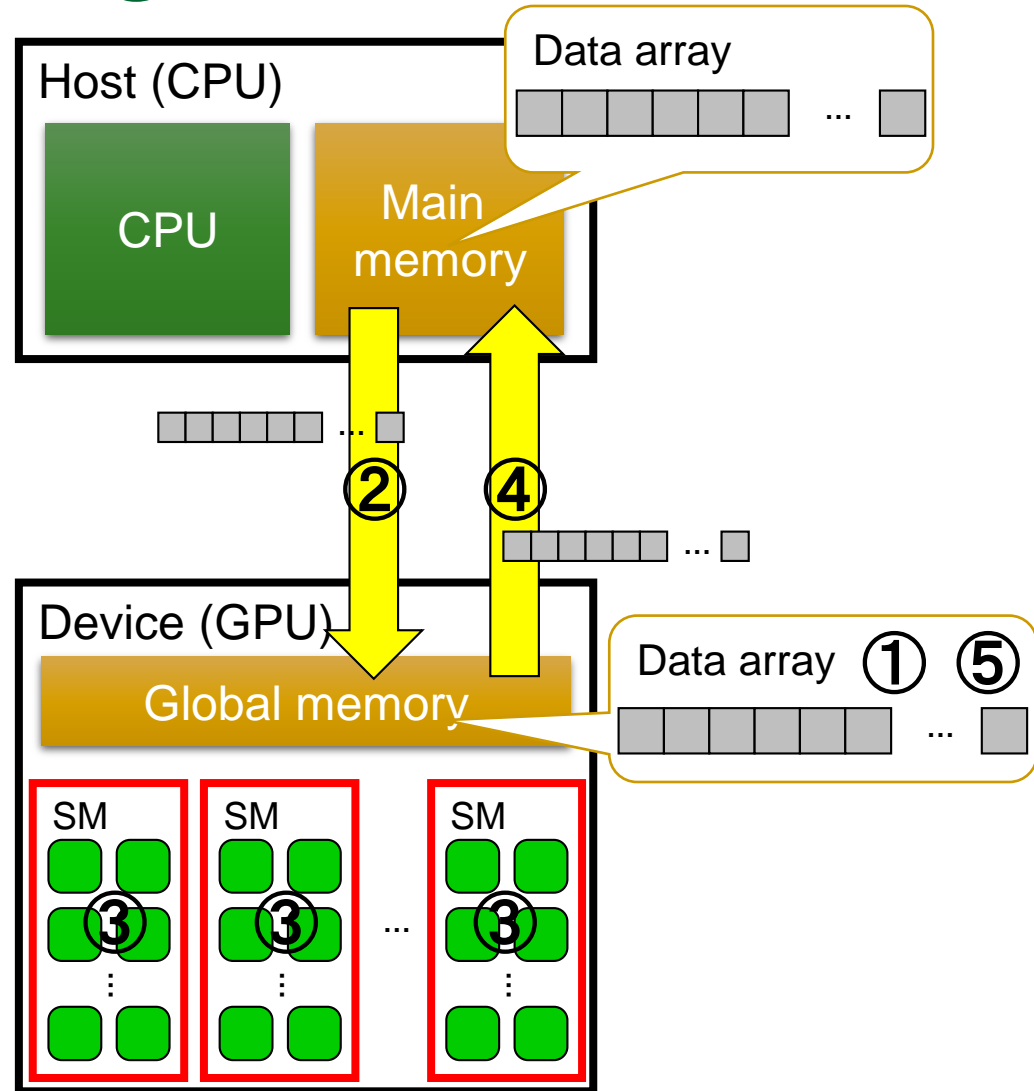 Data array
...
Host (CPU)
CPU
Main
memory
...
②
④
...
Device (GPU)
Global memory
Data array ① ⑤
...
SM
SM
SM
③
③
...
③
...
...
...